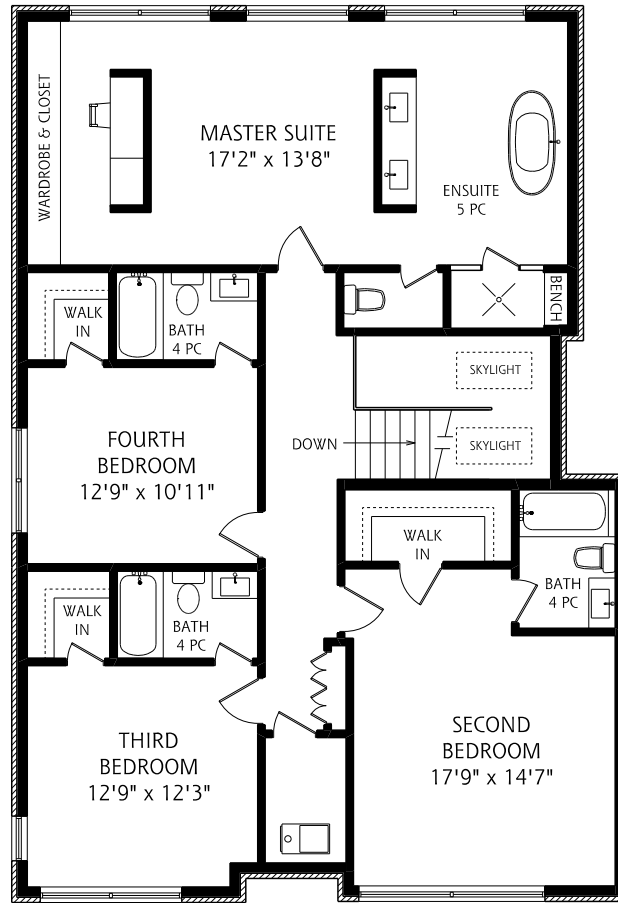 WARDROBE & CLOSET
MASTER SUITE
17'2" x 13'8"
ENSUITE
5 PC
WALK
IN
BATH
4 PC
BENCH
SKYLIGHT
FOURTH
BEDROOM
12'9" x 10'11"
DOWN
SKYLIGHT
WALK
IN
WALK
IN
BATH
4 PC
BATH
4 PC
THIRD
BEDROOM
12'9" x 12'3"
SECOND
BEDROOM
17'9" x 14'7"